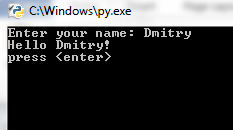 C:\Windows\py.exe
Enter your name: Dmitry
Hello Dmitry!
press <enter>